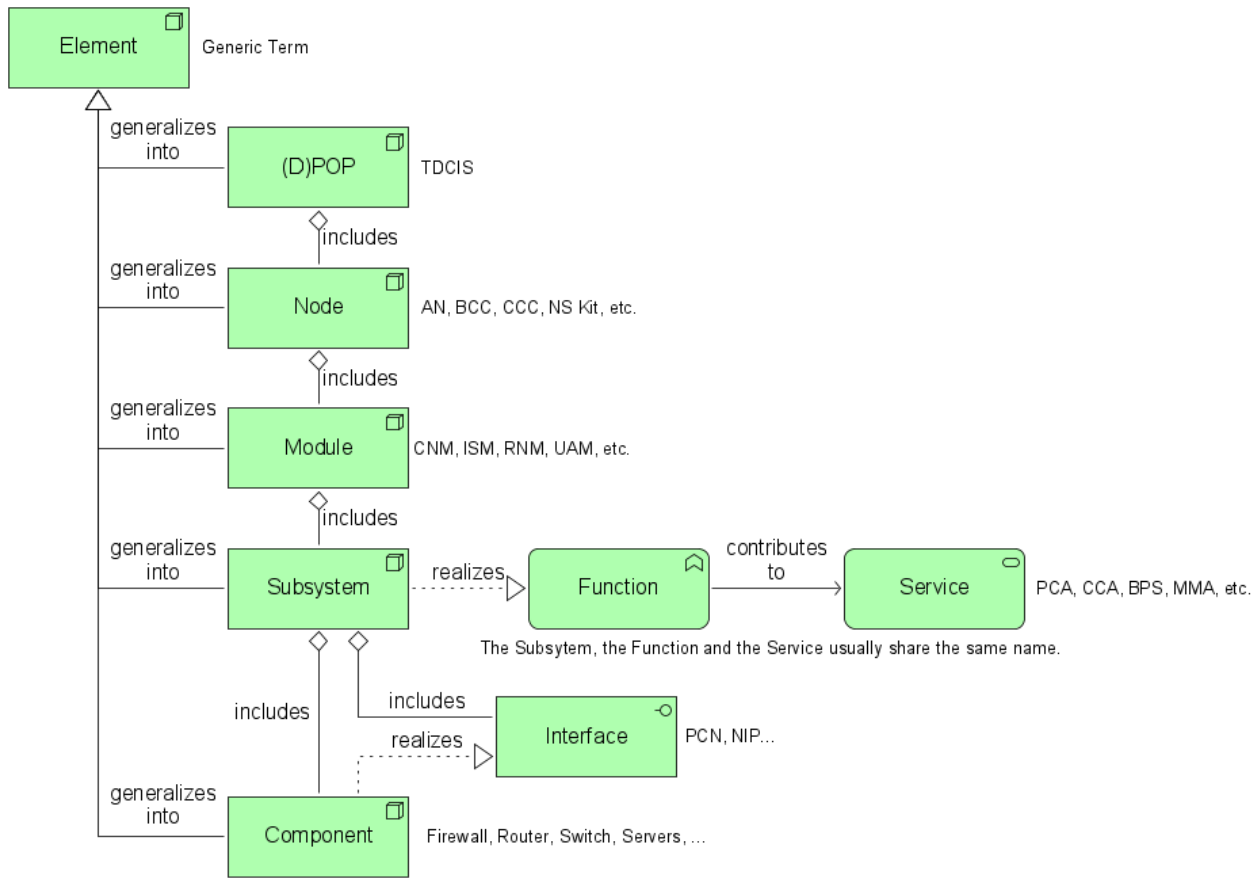 Element
Generic Term
generalizes
into
(D)POP
TDCIS
includes
generalizes
into
Node
AN, BCC, CCC, NS Kit, etc.
includes
generalizes
into
Module
CNM, ISM, RNM, UAM, etc.
includes
generalizes
into
Subsystem
realizes
Function
contributes
to
Service
PCA, CCA, BPS, MMA, etc.
The Subsytem, the Function and the Service usually share the same name.
includes
includes
realizes
Interface
PCN, NIP...
generalizes
into
Component
Firewall, Router, Switch, Servers, ...